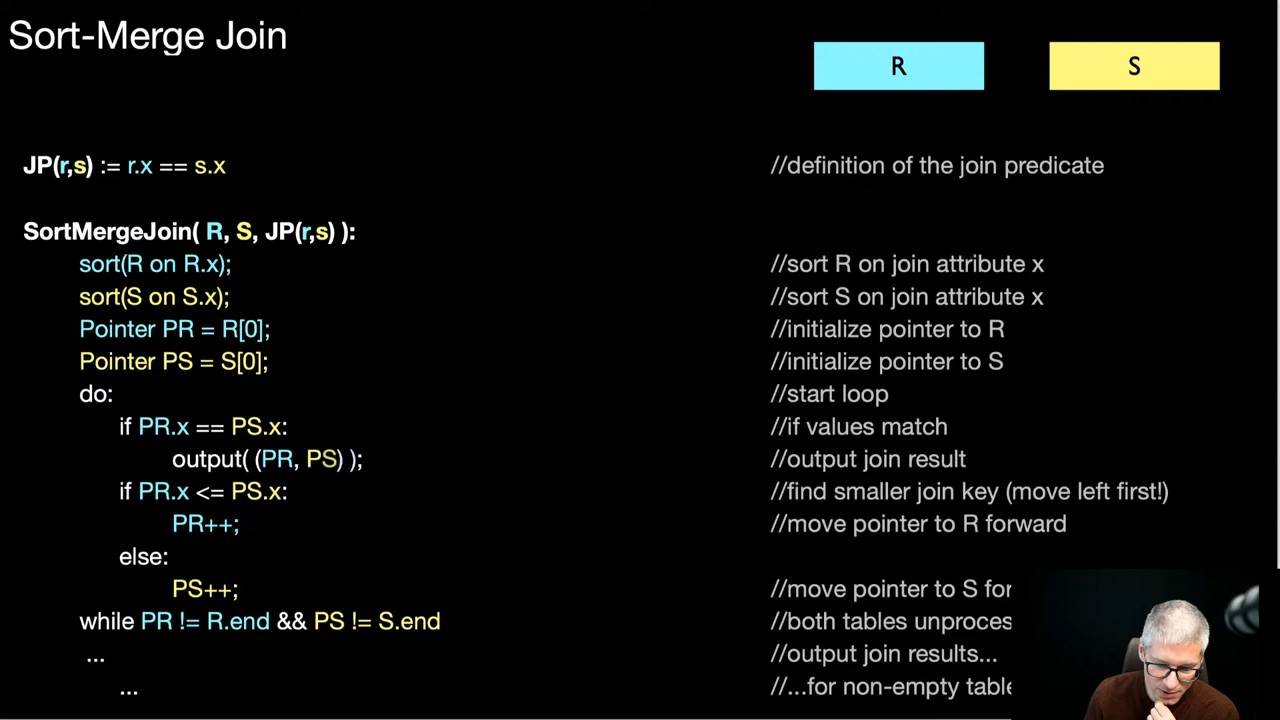 Sort-Merge Join
R
S
JP(r,s) := r.x == s.x //definition of the join predicate
SortMergeJoin( R, S, JP(r,s) ):
sort(R on R.x); //sort R on join attribute x
sort(S on S.x); //sort S on join attribute x
Pointer PR = R[0]; //initialize pointer to R
Pointer PS = S[0]; //initialize pointer to S
do: //start loop
if PR.x == PS.x: //if values match
output( (PR, PS) ); //output join result
if PR.x <= PS.x: //find smaller join key (move left first!)
PR++; //move pointer to R forward
else:
PS++; //move pointer to S for
while PR != R.end && PS != S.end //both tables unproces
... //output join results...
... //...for non-empty table